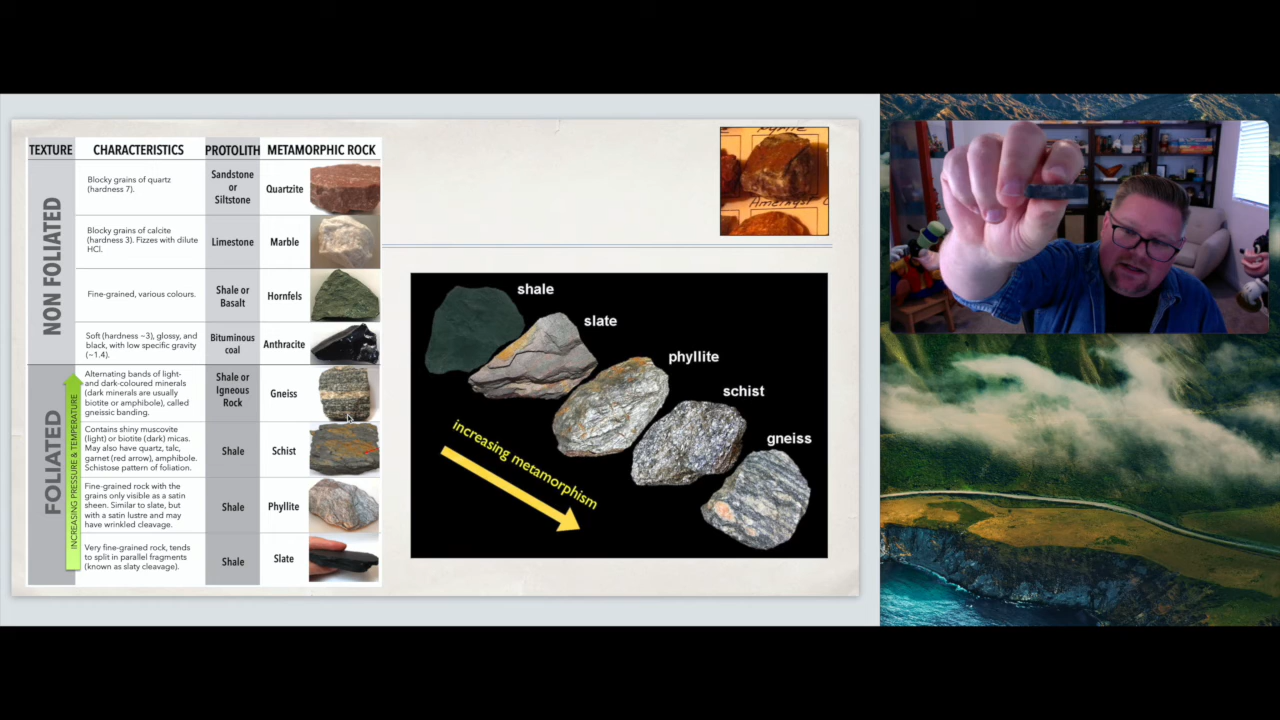 TEXTURE CHARACTERISTICS PROTOLITH METAMORPHIC ROCK
NON FOLIATED
Blocky grains of quartz
(hardness 7).
Sandstone
or
Siltstone
Quartzite
Blocky grains of calcite
(hardness 3). Fizzes with dilute
HCl.
Limestone
Marble
Fine-grained, various colours.
Shale or
Basalt
Hornfels
Soft (hardness ~3), glossy, and
black, with low specific gravity
(~1.4).
Bituminous
coal
Anthracite
FOLIATED
INCREASING PRESSURE & TEMPERATURE
Alternating bands of light-
and dark-coloured minerals
(dark minerals are usually
biotite or amphibole), called
gneissic banding.
Shale or
Igneous
Rock
Gneiss
Contains shiny muscovite
(light) or biotite (dark) micas.
May also have quartz, talc,
garnet (red arrow), amphibole.
Schistose pattern of foliation.
Shale
Schist
Fine-grained rock with the
grains only visible as a satin
sheen. Similar to slate, but
with a satin lustre and may
have wrinkled cleavage.
Shale
Phyllite
Very fine-grained rock, tends
to split in parallel fragments
(known as slaty cleavage).
Shale
Slate
Amethyst
shale
slate
phyllite
schist
gneiss
increasing metamorphism